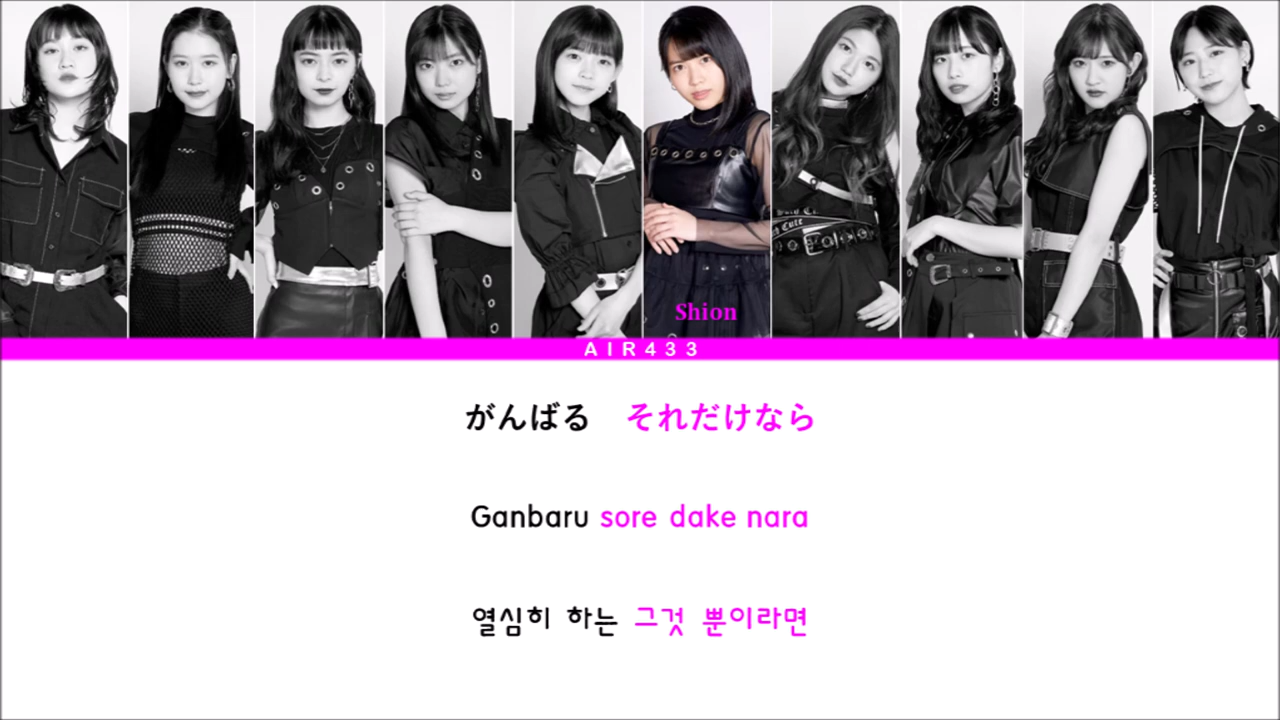 Shion
AIR433
がんばる　それだけなら
Ganbaru sore dake nara
열심히 하는 그것 뿐이라면